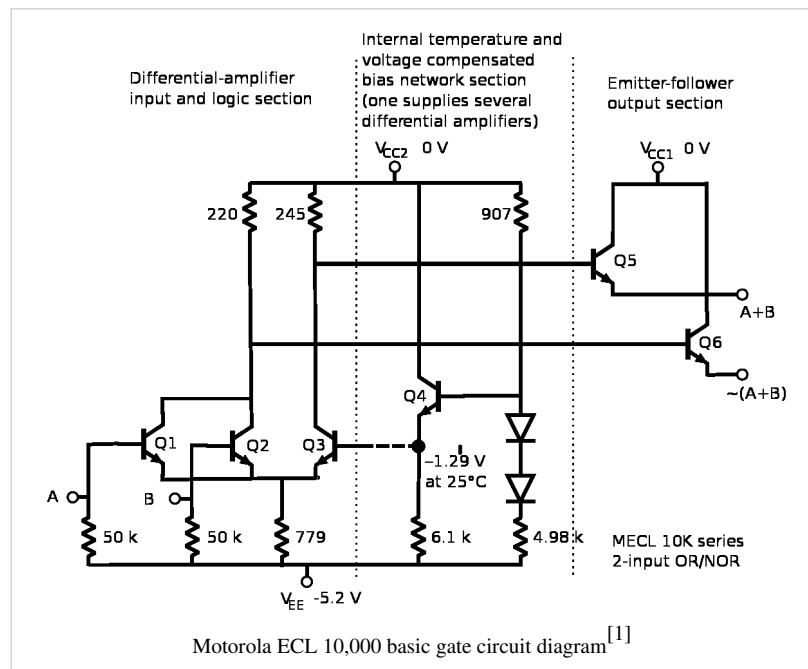 Differential-amplifier
input and logic section
Internal temperature and
voltage compensated
bias network section
(one supplies several
differential amplifiers)
Emitter-follower
output section
VCC2 0 V
VCC1 0 V
220
245
907
Q5
A+B
Q6
~(A+B)
Q4
Q1
Q2
Q3
–1.29 V
at 25°C
A
B
50 k
50 k
779
6.1 k
4.98 k
MECL 10K series
2-input OR/NOR
VEE -5.2 V
Motorola ECL 10,000 basic gate circuit diagram[1]